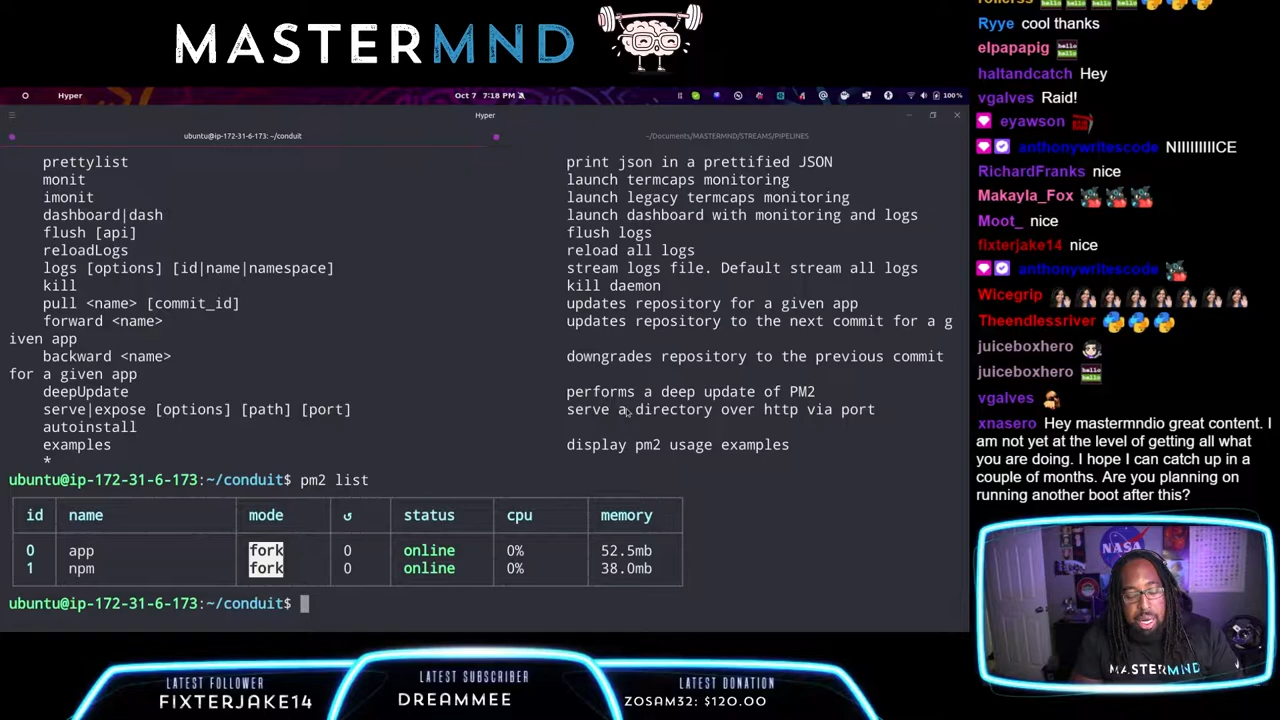 MASTERMND
Hyper
Oct 7 7:18 PM
100%
Hyper
ubuntu@ip-172-31-6-173: ~/conduit
~/Documents/MASTERMND/STREAMS/PIPELINES
prettylist print json in a prettified JSON
monit launch termcaps monitoring
imonit launch legacy termcaps monitoring
dashboard|dash launch dashboard with monitoring and logs
flush [api] flush logs
reloadLogs reload all logs
logs [options] [id|name|namespace] stream logs file. Default stream all logs
kill kill daemon
pull <name> [commit_id] updates repository for a given app
forward <name> updates repository to the next commit for a g
iven app
backward <name> downgrades repository to the previous commit
for a given app
deepUpdate performs a deep update of PM2
serve|expose [options] [path] [port] serve a directory over http via port
autoinstall
examples display pm2 usage examples
*
ubuntu@ip-172-31-6-173:~/conduit$ pm2 list
id name mode ↺ status cpu memory
0 app fork 0 online 0% 52.5mb
1 npm fork 0 online 0% 38.0mb
ubuntu@ip-172-31-6-173:~/conduit$
Ryye cool thanks
elpapapig
haltandcatch Hey
vgalves Raid!
eyawson
anthonywritescode NIIIIIIIICE
RichardFranks nice
Makayla_Fox
Moot_ nice
fixterjake14 nice
anthonywritescode
Wicegrip
Theendlessriver
juiceboxhero
juiceboxhero
vgalves
xnasero Hey mastermndio great content. I
am not yet at the level of getting all what
you are doing. I hope I can catch up in a
couple of months. Are you planning on
running another boot after this?
NASA
MASTERMND
LATEST FOLLOWER
FIXTERJAKE14
LATEST SUBSCRIBER
DREAMMEE
LATEST DONATION
ZOSAM32: $120.00